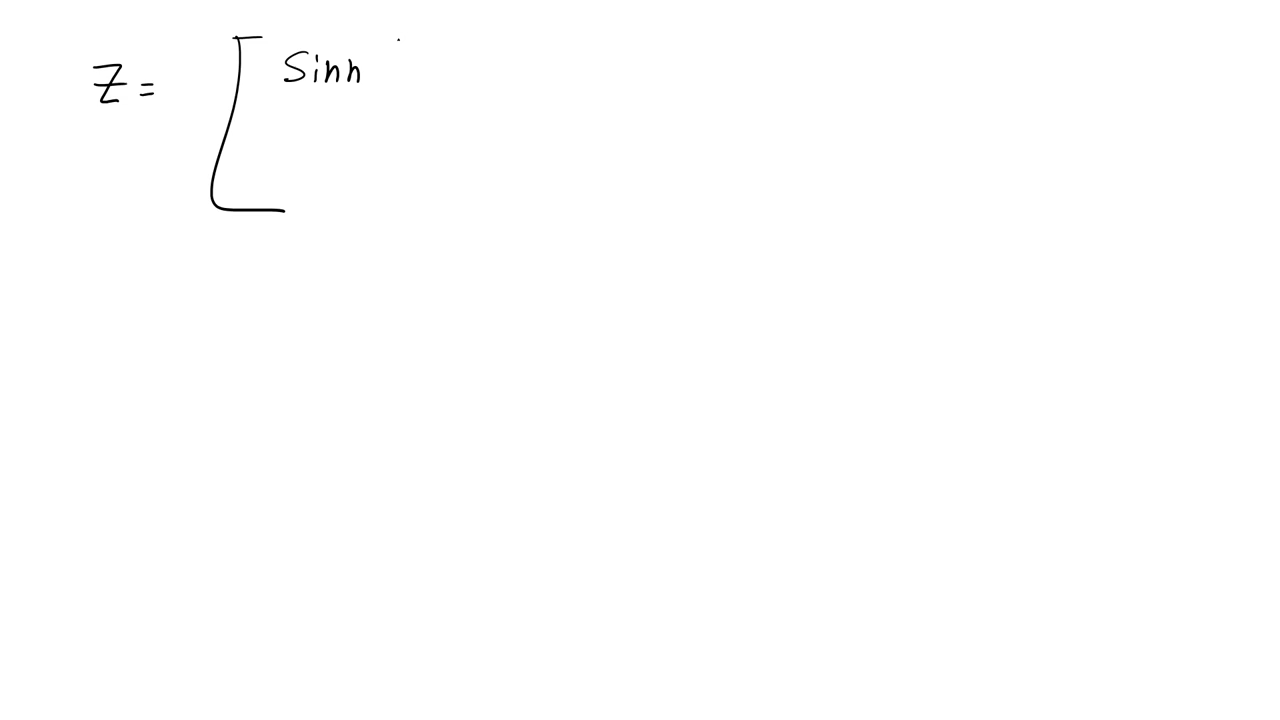 Z = [ Sinh